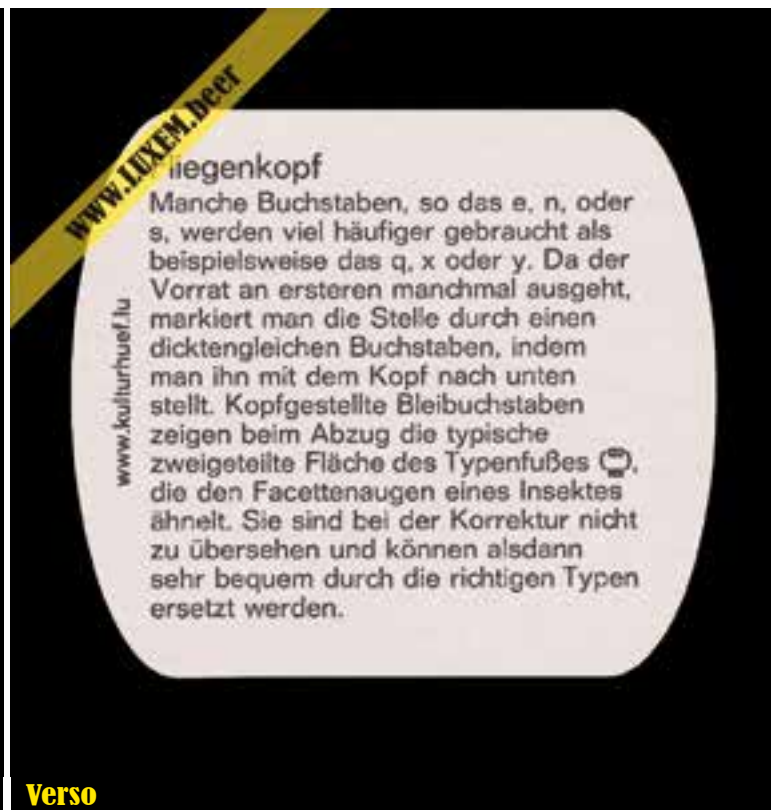 www.LUXEM.beer
liegenkopf
Manche Buchstaben, so das e, n, oder
s, werden viel häufiger gebraucht als
beispielsweise das q, x oder y. Da der
Vorrat an ersteren manchmal ausgeht,
markiert man die Stelle durch einen
dicktengleichen Buchstaben, indem
man ihn mit dem Kopf nach unten
stellt. Kopfgestellte Bleibuchstaben
zeigen beim Abzug die typische
zweigeteilte Fläche des Typenfußes,
die den Facettenaugen eines Insektes
ähnelt. Sie sind bei der Korrektur nicht
zu übersehen und können alsdann
sehr bequem durch die richtigen Typen
ersetzt werden.
www.kulturhuef.lu
Verso